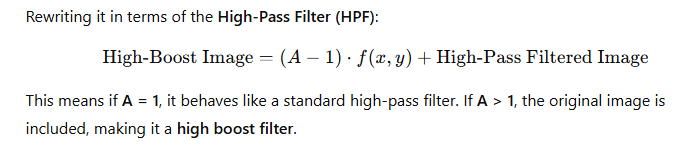 Rewriting it in terms of the High-Pass Filter (HPF):
High-Boost Image = (A − 1) · f(x, y) + High-Pass Filtered Image
This means if A = 1, it behaves like a standard high-pass filter. If A > 1, the original image is
included, making it a high boost filter.